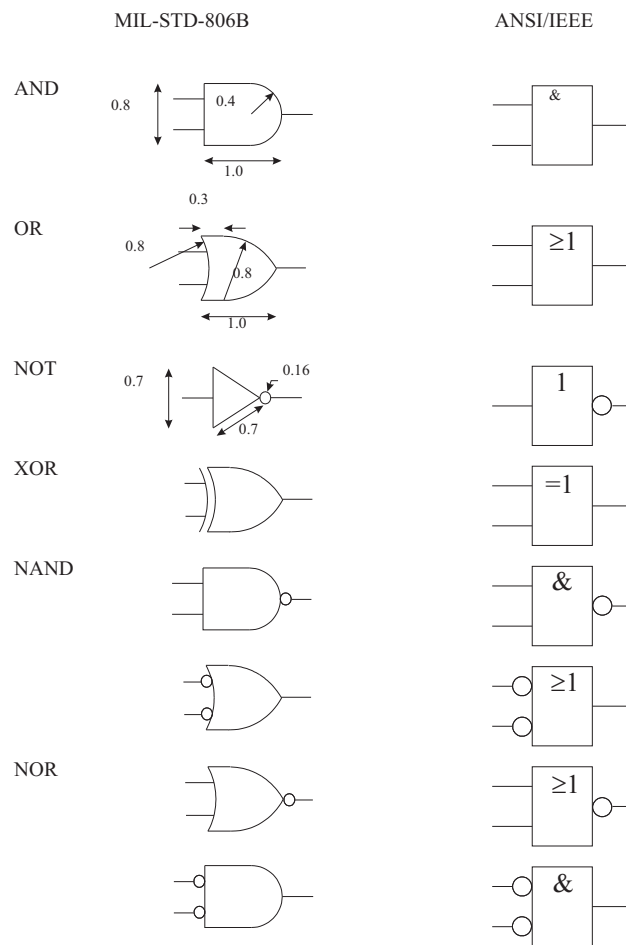 MIL-STD-806B ANSI/IEEE
AND
0.8
0.4
1.0
&
OR
0.3
0.8
0.8
1.0
≥1
NOT
0.7
0.16
0.7
1
XOR
=1
NAND
&
≥1
NOR
≥1
&